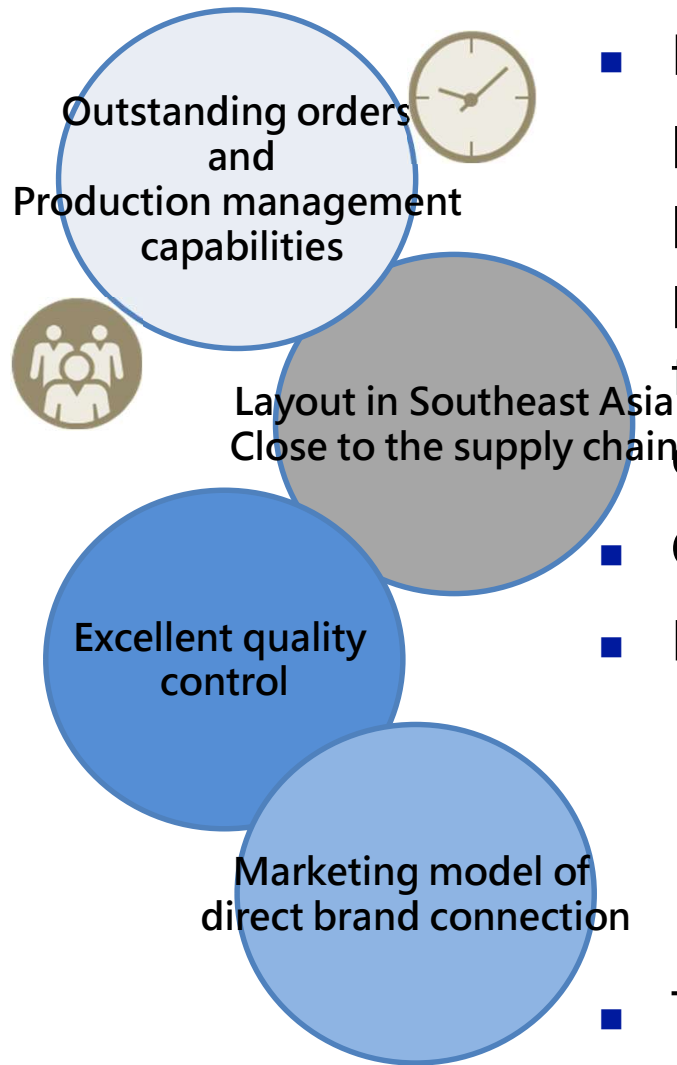 Outstanding orders
and
Production management
capabilities
Layout in Southeast Asia
Close to the supply chain
Excellent quality
control
Marketing model of
direct brand connection